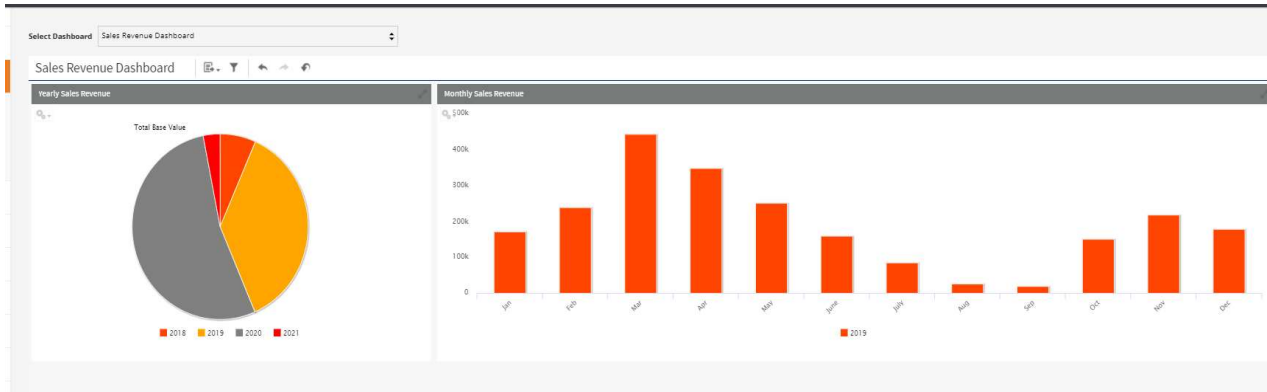 Select Dashboard Sales Revenue Dashboard
Sales Revenue Dashboard
Yearly Sales Revenue
Total Base Value
2018 2019 2020 2021
Monthly Sales Revenue
500k
400k
300k
200k
100k
0
Jan Feb Mar Apr May June July Aug Sep Oct Nov Dec
2019